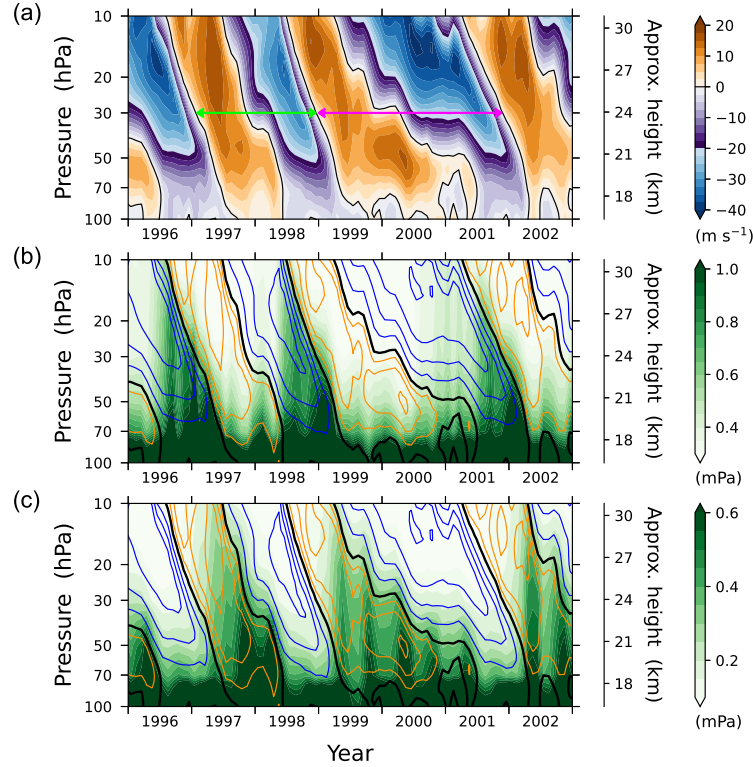 (a)
10
20
30
50
70
100
Pressure (hPa)
1996 1997 1998 1999 2000 2001 2002
30
27
24
21
18
Approx. height (km)
20
10
0
−10
−20
−30
−40
(m s⁻¹)
(b)
10
20
30
50
70
100
Pressure (hPa)
1996 1997 1998 1999 2000 2001 2002
30
27
24
21
18
Approx. height (km)
1.0
0.8
0.6
0.4
(mPa)
(c)
10
20
30
50
70
100
Pressure (hPa)
1996 1997 1998 1999 2000 2001 2002
30
27
24
21
18
Approx. height (km)
0.6
0.4
0.2
(mPa)
Year